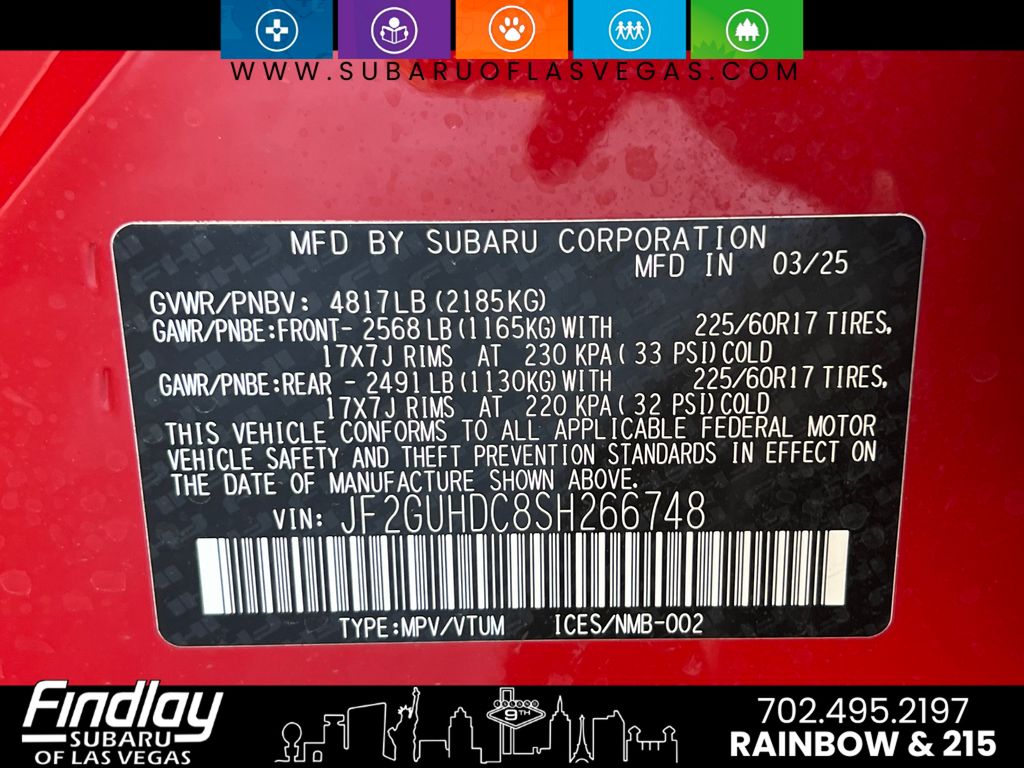 WWW.SUBARUOFLASVEGAS.COM
MFD BY SUBARU CORPORATION
MFD IN 03/25
GVWR/PNBV: 4817LB (2185KG)
GAWR/PNBE:FRONT- 2568 LB (1165KG) WITH 225/60R17 TIRES,
17X7J RIMS AT 230 KPA ( 33 PSI) COLD
GAWR/PNBE:REAR - 2491 LB (1130KG) WITH 225/60R17 TIRES,
17X7J RIMS AT 220 KPA ( 32 PSI) COLD
THIS VEHICLE CONFORMS TO ALL APPLICABLE FEDERAL MOTOR
VEHICLE SAFETY AND THEFT PREVENTION STANDARDS IN EFFECT ON
THE DATE OF MANUFACTURE SHOWN ABOVE.
VIN: JF2GUHDC8SH266748
TYPE:MPV/VTUM ICES/NMB-002
Findlay
SUBARU
OF LAS VEGAS
9TH
702.495.2197
RAINBOW & 215